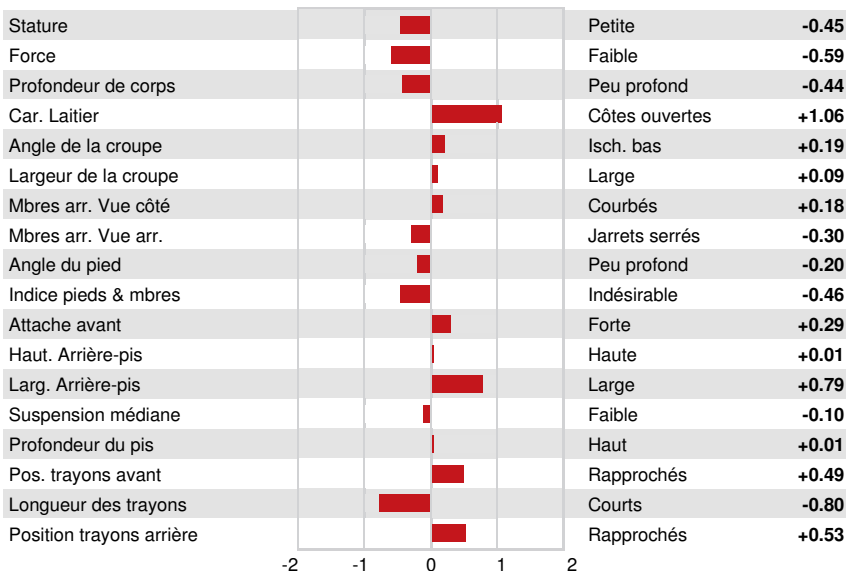 Stature Petite -0.45
Force Faible -0.59
Profondeur de corps Peu profond -0.44
Car. Laitier Côtes ouvertes +1.06
Angle de la croupe Isch. bas +0.19
Largeur de la croupe Large +0.09
Mbres arr. Vue côté Courbés +0.18
Mbres arr. Vue arr. Jarrets serrés -0.30
Angle du pied Peu profond -0.20
Indice pieds & mbres Indésirable -0.46
Attache avant Forte +0.29
Haut. Arrière-pis Haute +0.01
Larg. Arrière-pis Large +0.79
Suspension médiane Faible -0.10
Profondeur du pis Haut +0.01
Pos. trayons avant Rapprochés +0.49
Longueur des trayons Courts -0.80
Position trayons arrière Rapprochés +0.53
-2 -1 0 1 2